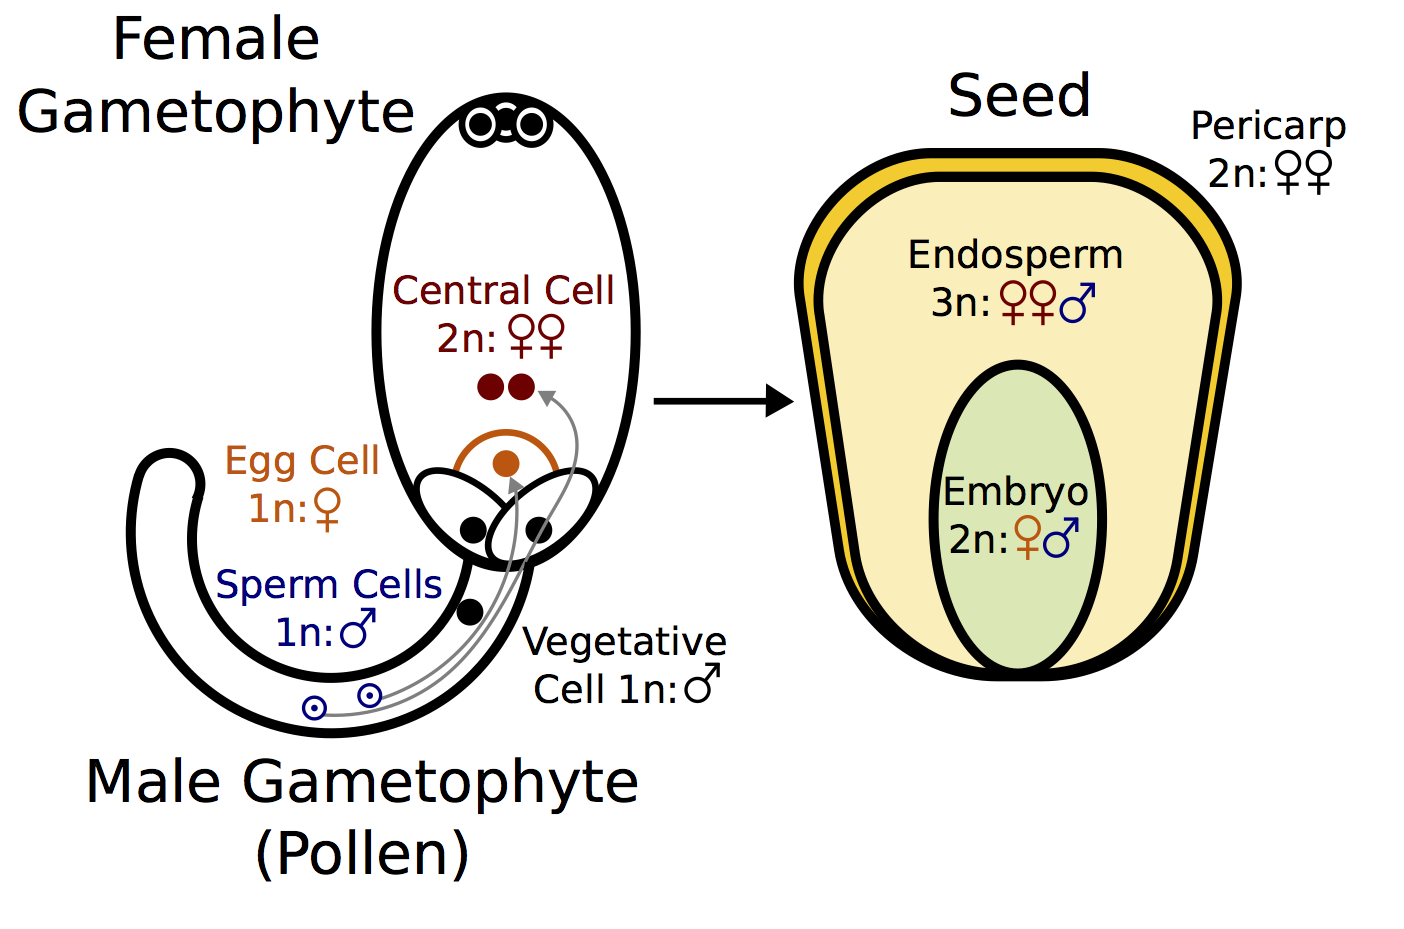 Female
Gametophyte
Central Cell
2n: ♀♀
Egg Cell
1n:♀
Sperm Cells
1n:♂
Vegetative
Cell 1n:♂
Male Gametophyte
(Pollen)
Seed
Pericarp
2n:♀♀
Endosperm
3n:♀♀♂
Embryo
2n:♀♂